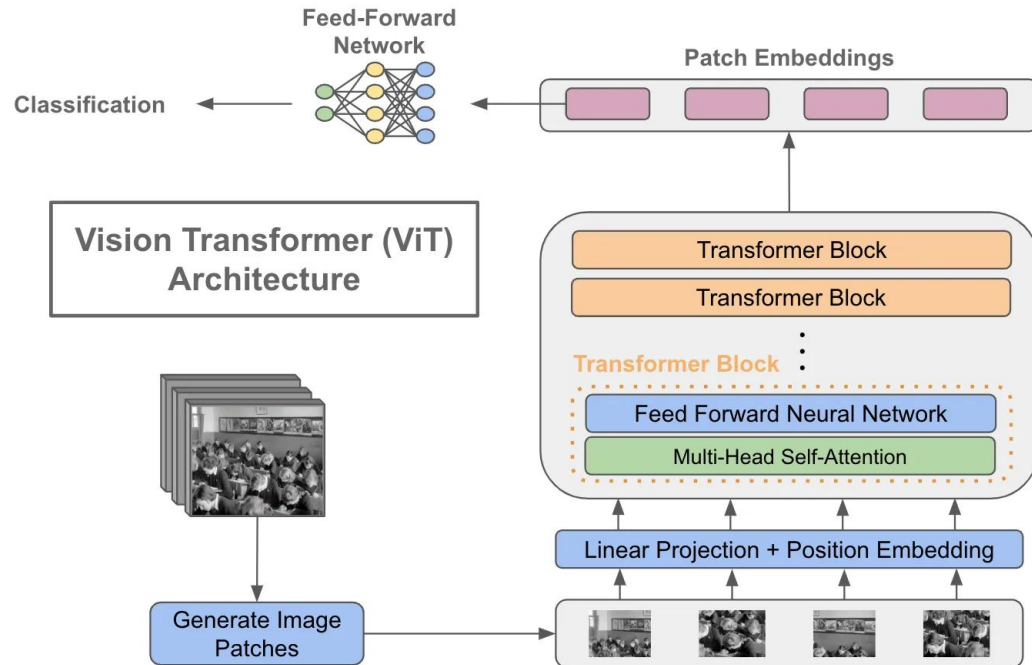 Feed-Forward
Network
Patch Embeddings
Classification
Vision Transformer (ViT)
Architecture
Transformer Block
Transformer Block
Transformer Block
Feed Forward Neural Network
Multi-Head Self-Attention
Linear Projection + Position Embedding
Generate Image
Patches